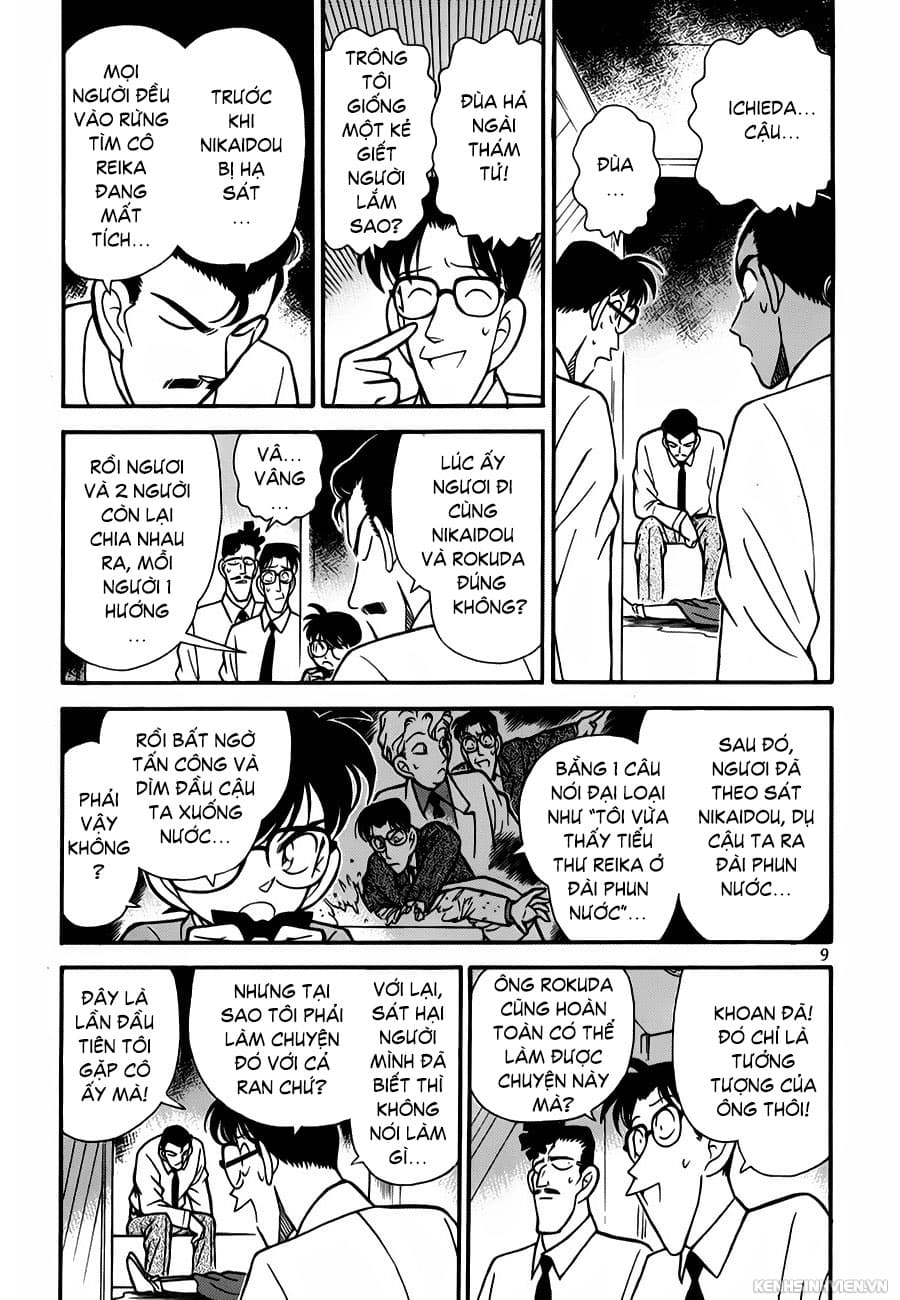 ICHIEDA...
CẬU...
ĐÙA
...
ĐÙA HẢ
NGÀI
THÁM
TỬ!
TRÔNG
TÔI
GIỐNG
MỘT KẺ
GIẾT
NGƯỜI
LẮM
SAO?
TRƯỚC
KHI
NIKAIDOU
BỊ HẠ
SÁT
...
MỌI
NGƯỜI ĐỀU
VÀO RỪNG
TÌM CÔ
REIKA
ĐANG
MẤT
TÍCH...
LÚC ẤY
NGƯƠI ĐI
CÙNG
NIKAIDOU
VÀ ROKUDA
ĐÚNG
KHÔNG?
VÂ...
VÂNG
...
RỒI NGƯƠI
VÀ 2 NGƯỜI
CÒN LẠI
CHIA NHAU
RA, MỖI
NGƯỜI 1
HƯỚNG
...
SAU ĐÓ,
NGƯƠI ĐÃ
THEO SÁT
NIKAIDOU, DỤ
CẬU TA RA
ĐÀI PHUN
NƯỚC...
BẰNG 1 CÂU
NÓI ĐẠI LOẠI
NHƯ "TÔI VỪA
THẤY TIỂU
THƯ REIKA Ở
ĐÀI PHUN
NƯỚC"...
RỒI BẤT NGỜ
TẤN CÔNG VÀ
DÌM ĐẦU CẬU
TA XUỐNG
NƯỚC...
PHẢI
VẬY
KHÔNG
?
9
KHOAN ĐÃ!
ĐÓ CHỈ LÀ
TƯỞNG
TƯỢNG CỦA
ÔNG THÔI!
ÔNG ROKUDA
CŨNG HOÀN
TOÀN CÓ THỂ
LÀM ĐƯỢC
CHUYỆN NÀY
MÀ?
VỚI LẠI,
SÁT HẠI
NGƯỜI
MÌNH ĐÃ
BIẾT THÌ
KHÔNG
NÓI LÀM
GÌ...
NHƯNG TẠI
SAO TÔI PHẢI
LÀM CHUYỆN
ĐÓ VỚI CẢ
RAN CHỨ?
ĐÂY LÀ
LẦN ĐẦU
TIÊN TÔI
GẶP CÔ
ẤY MÀ!
KENHSINHVIEN.VN